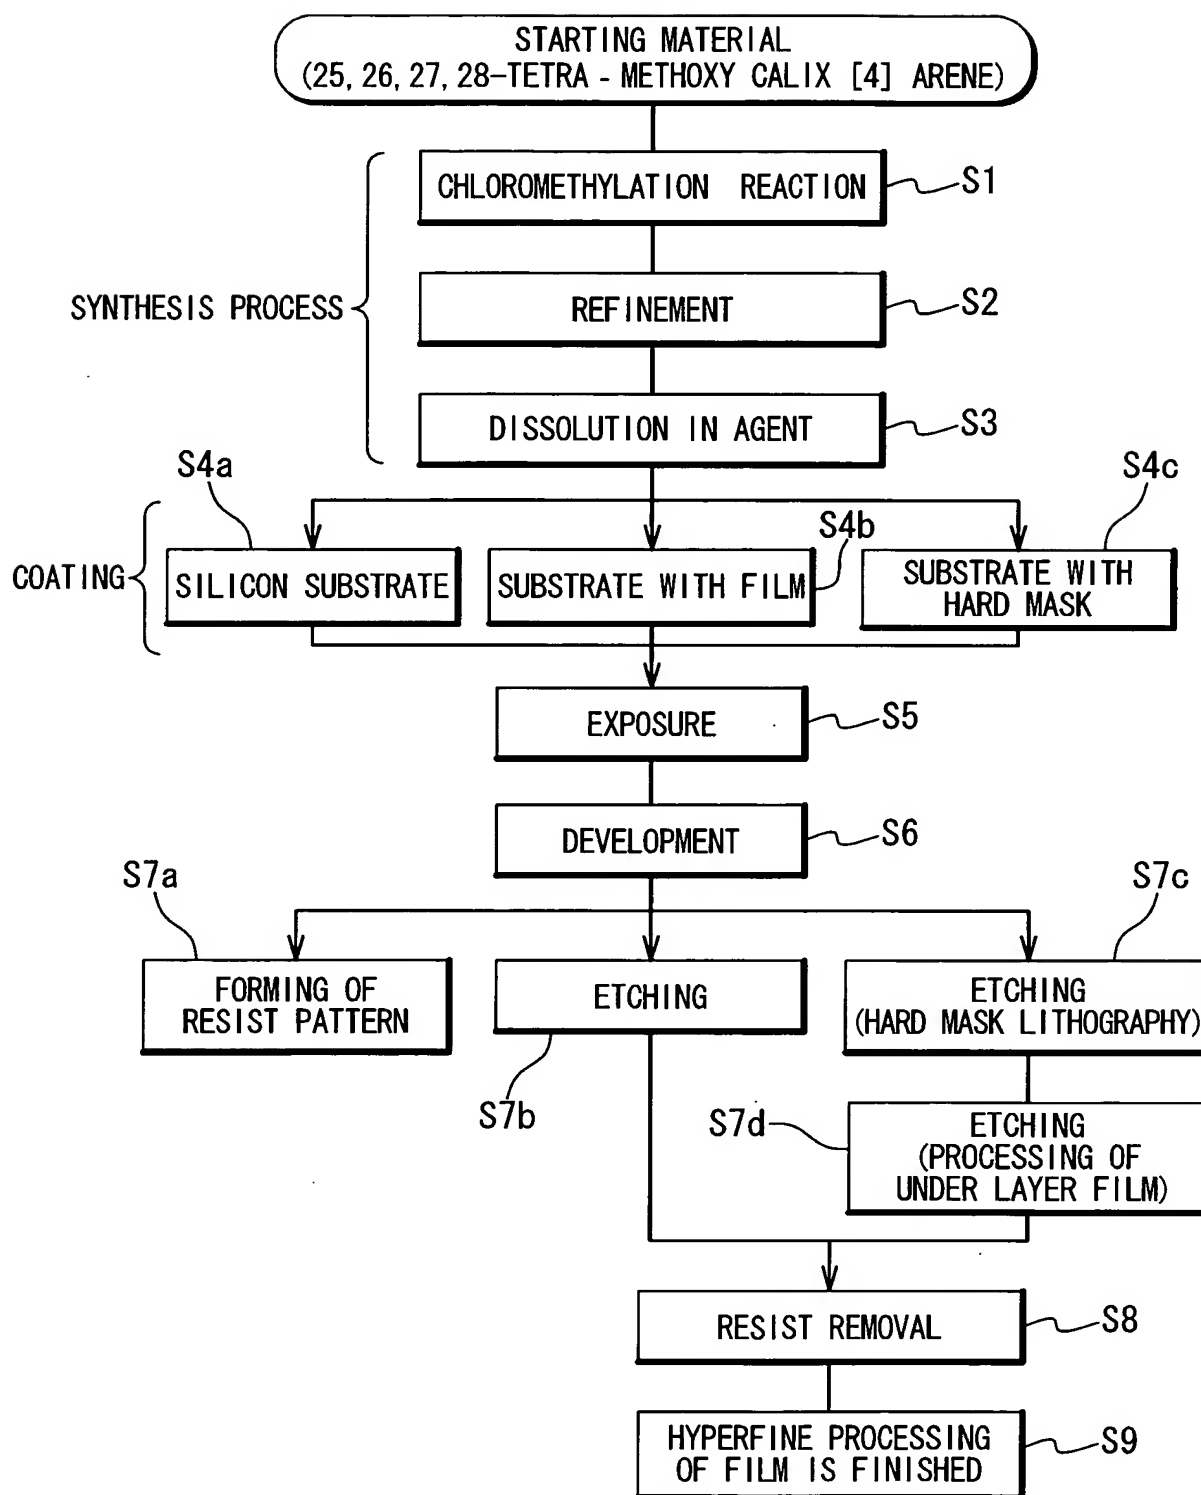 STARTING MATERIAL
(25, 26, 27, 28-TETRA - METHOXY CALIX [4] ARENE)
CHLOROMETHYLATION REACTION
S1
SYNTHESIS PROCESS
REFINEMENT
S2
DISSOLUTION IN AGENT
S3
S4a
S4b
S4c
COATING
SILICON SUBSTRATE
SUBSTRATE WITH FILM
SUBSTRATE WITH
HARD MASK
EXPOSURE
S5
DEVELOPMENT
S6
S7a
S7c
FORMING OF
RESIST PATTERN
ETCHING
ETCHING
(HARD MASK LITHOGRAPHY)
S7b
S7d
ETCHING
(PROCESSING OF
UNDER LAYER FILM)
RESIST REMOVAL
S8
HYPERFINE PROCESSING
OF FILM IS FINISHED
S9